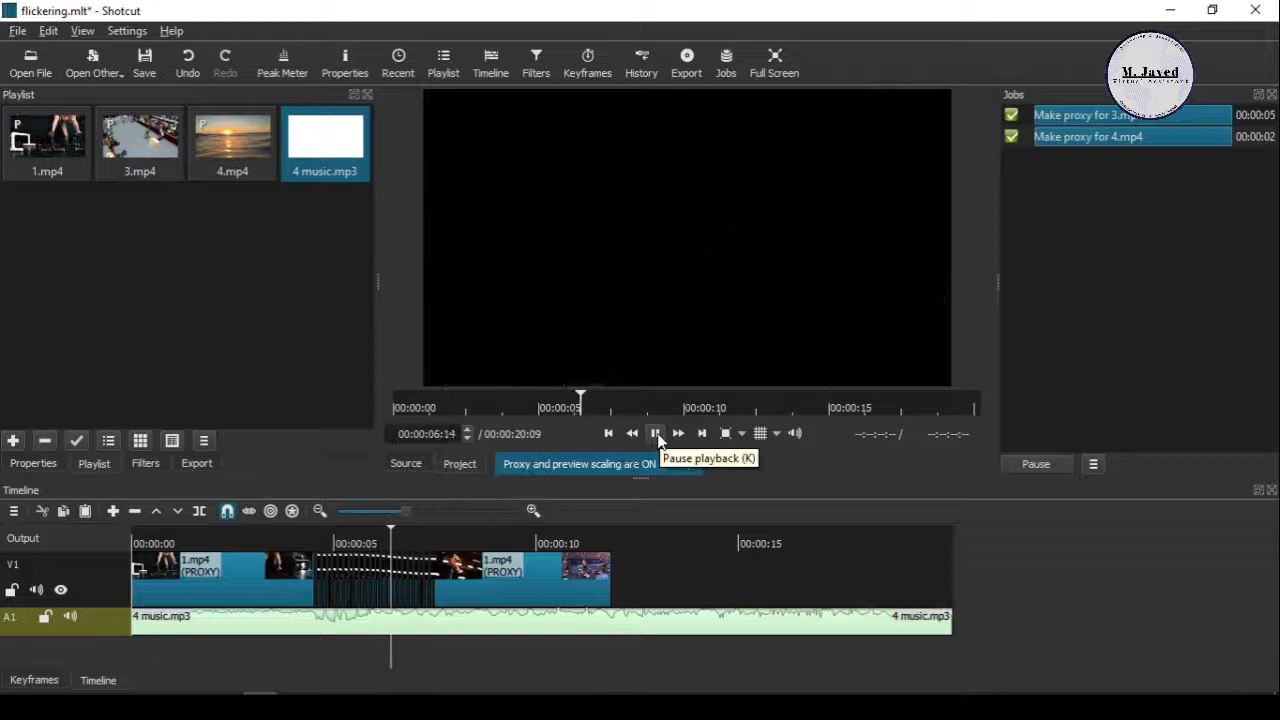 flickering.mlt* - Shotcut
File Edit View Settings Help
Open File Open Other.. Save Undo Redo Peak Meter Properties Recent Playlist Timeline Filters Keyframes History Export Jobs Full Screen
M. Javed
Virtual Assistant
Playlist
Jobs
P P P
1.mp4 3.mp4 4.mp4 4 music.mp3
Make proxy for 3.mp 00:00:05
Make proxy for 4.mp4 00:00:02
00:00:00 00:00:05 00:00:10 00:00:15
00:00:06:14 / 00:00:20:09 --:--:--:-- / --:--:--:--
Pause playback (K)
Properties Playlist Filters Export Source Project Proxy and preview scaling are ON Pause
Timeline
Output 00:00:00 00:00:05 00:00:10 00:00:15
V1 1.mp4 (PROXY) 1.mp4 (PROXY)
A1 4 music.mp3 4 music.mp3
Keyframes Timeline